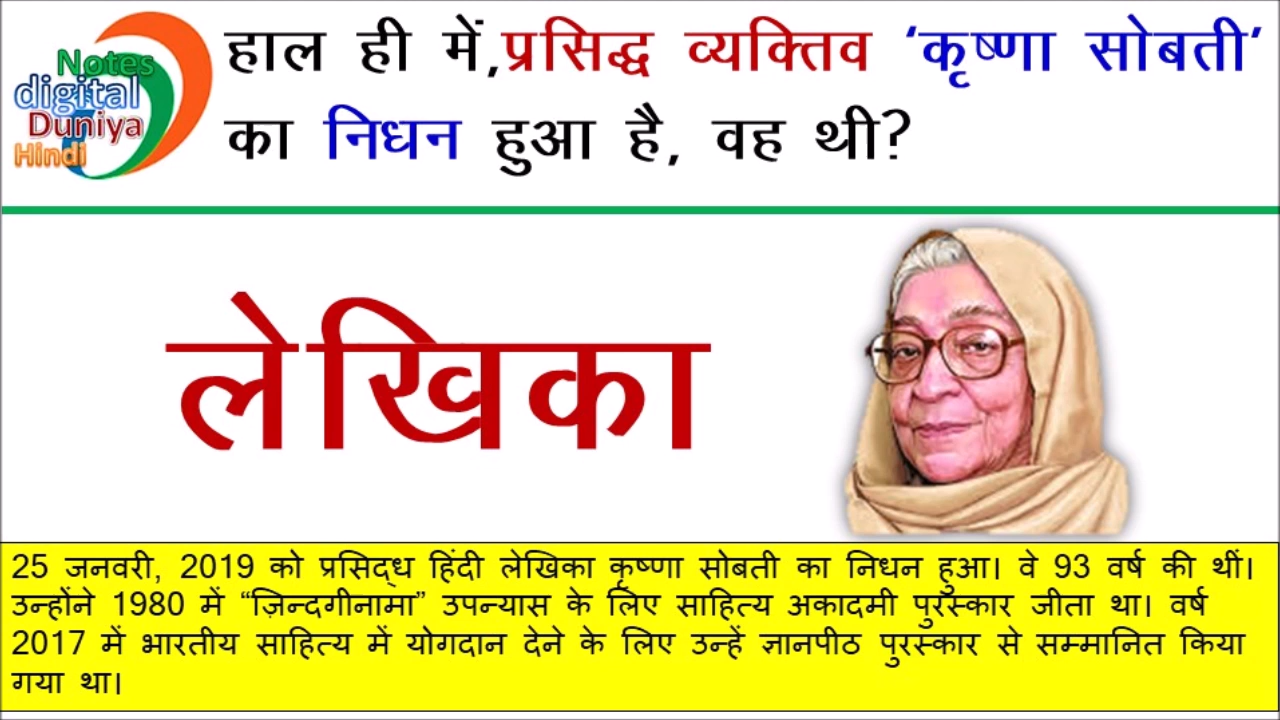 Notes
digital
Duniya
Hindi
हाल ही में,प्रसिद्ध व्यक्तिव ‘कृष्णा सोबती’
का निधन हुआ है, वह थी?
लेखिका
25 जनवरी, 2019 को प्रसिद्ध हिंदी लेखिका कृष्णा सोबती का निधन हुआ। वे 93 वर्ष की थीं।
उन्होंने 1980 में “ज़िन्दगीनामा” उपन्यास के लिए साहित्य अकादमी पुरस्कार जीता था। वर्ष
2017 में भारतीय साहित्य में योगदान देने के लिए उन्हें ज्ञानपीठ पुरस्कार से सम्मानित किया
गया था।